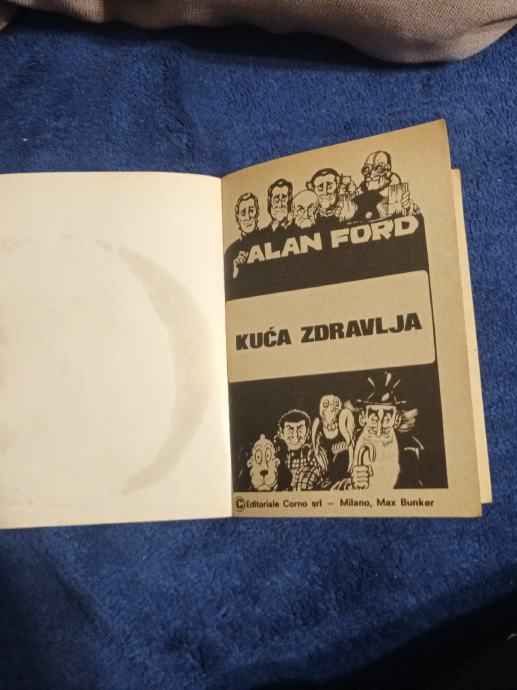 ALAN FORD
KUĆA ZDRAVLJA
©Editoriale Corno srl – Milano, Max Bunker